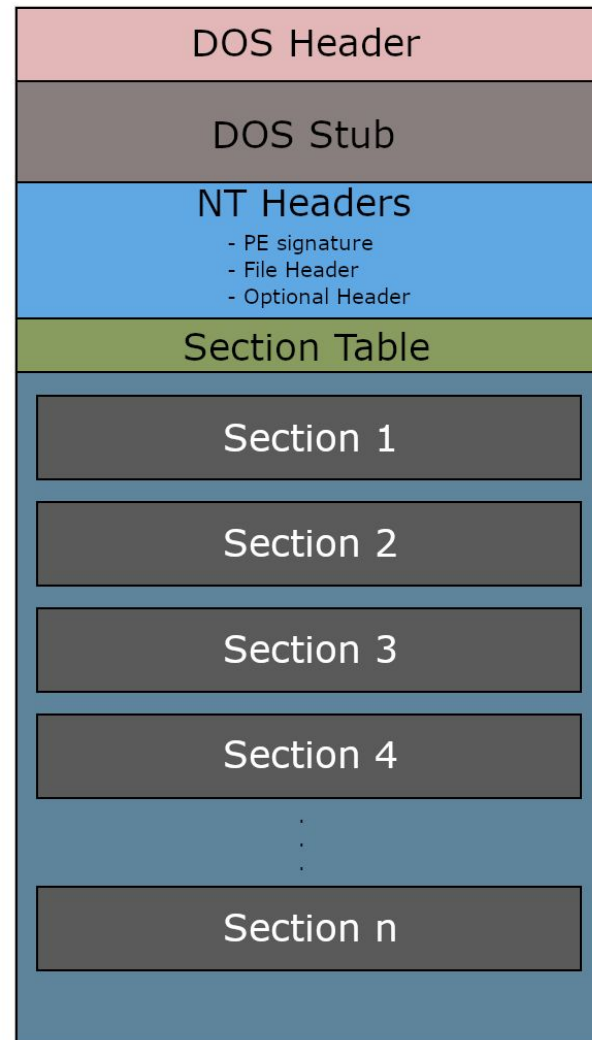 DOS Header
DOS Stub
NT Headers
- PE signature
- File Header
- Optional Header
Section Table
Section 1
Section 2
Section 3
Section 4
.
.
.
Section n